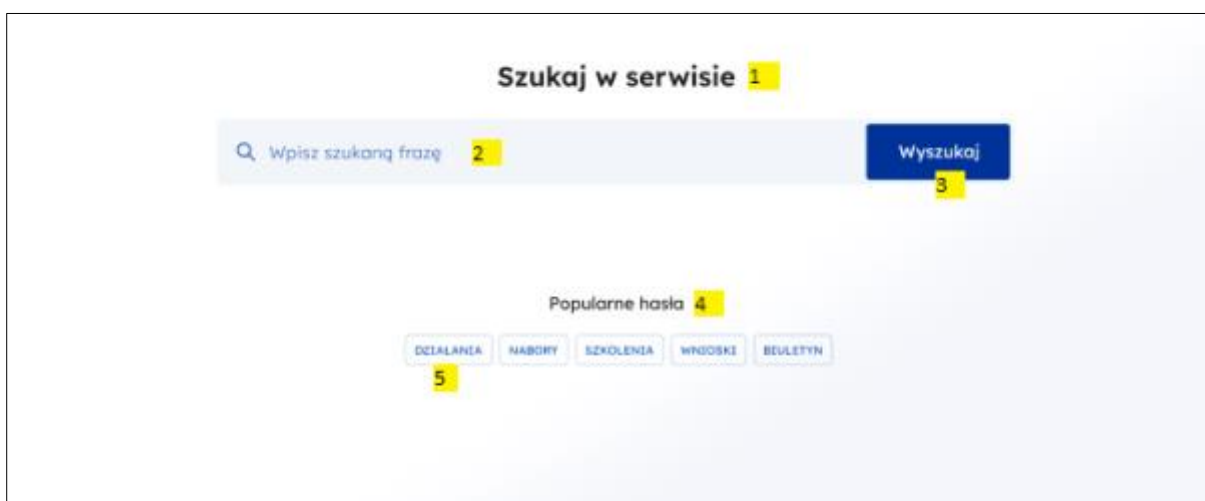 Szukaj w serwisie 1
Wpisz szukaną frazę 2
Wyszukaj
3
Popularne hasła 4
DZIAŁANIA NABORY SZKOLENIA WNIOSKI BIULETYN
5